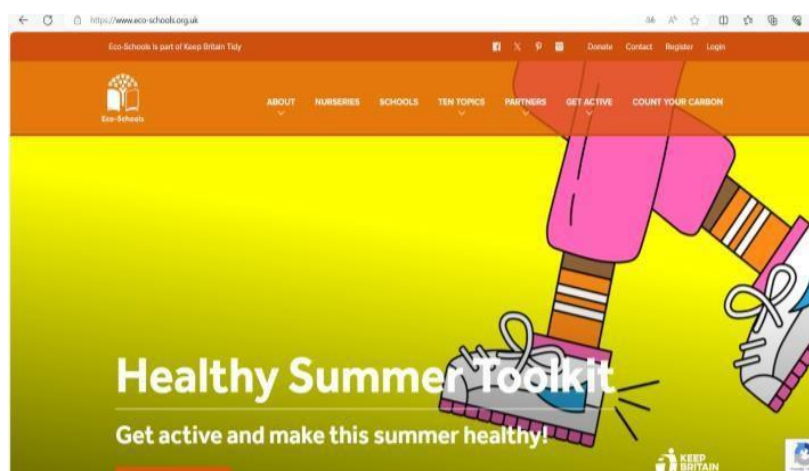 https://www.eco-schools.org.uk
Eco-Schools is part of Keep Britain Tidy
Donate Contact Register Login
Eco-Schools
ABOUT NURSERIES SCHOOLS TEN TOPICS PARTNERS GET ACTIVE COUNT YOUR CARBON
Healthy Summer Toolkit
Get active and make this summer healthy!
KEEP
BRITAIN